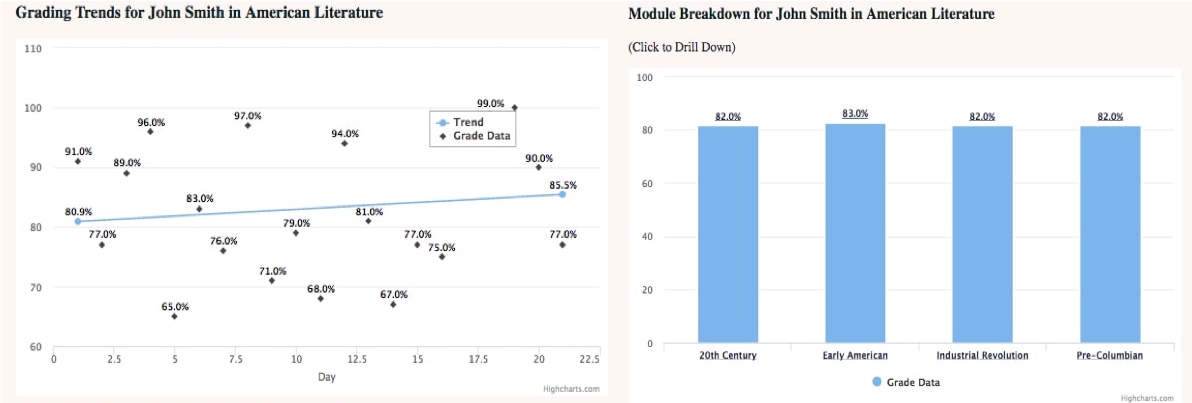 Grading Trends for John Smith in American Literature
110
100
90
80
70
60
91.0%
77.0%
89.0%
96.0%
65.0%
83.0%
76.0%
97.0%
71.0%
79.0%
68.0%
94.0%
81.0%
67.0%
77.0%
75.0%
99.0%
90.0%
77.0%
80.9%
85.5%
Trend
Grade Data
0 2.5 5 7.5 10 12.5 15 17.5 20 22.5
Day
Highcharts.com
Module Breakdown for John Smith in American Literature
(Click to Drill Down)
100
80
60
40
20
0
82.0% 83.0% 82.0% 82.0%
20th Century Early American Industrial Revolution Pre-Columbian
Grade Data
Highcharts.com